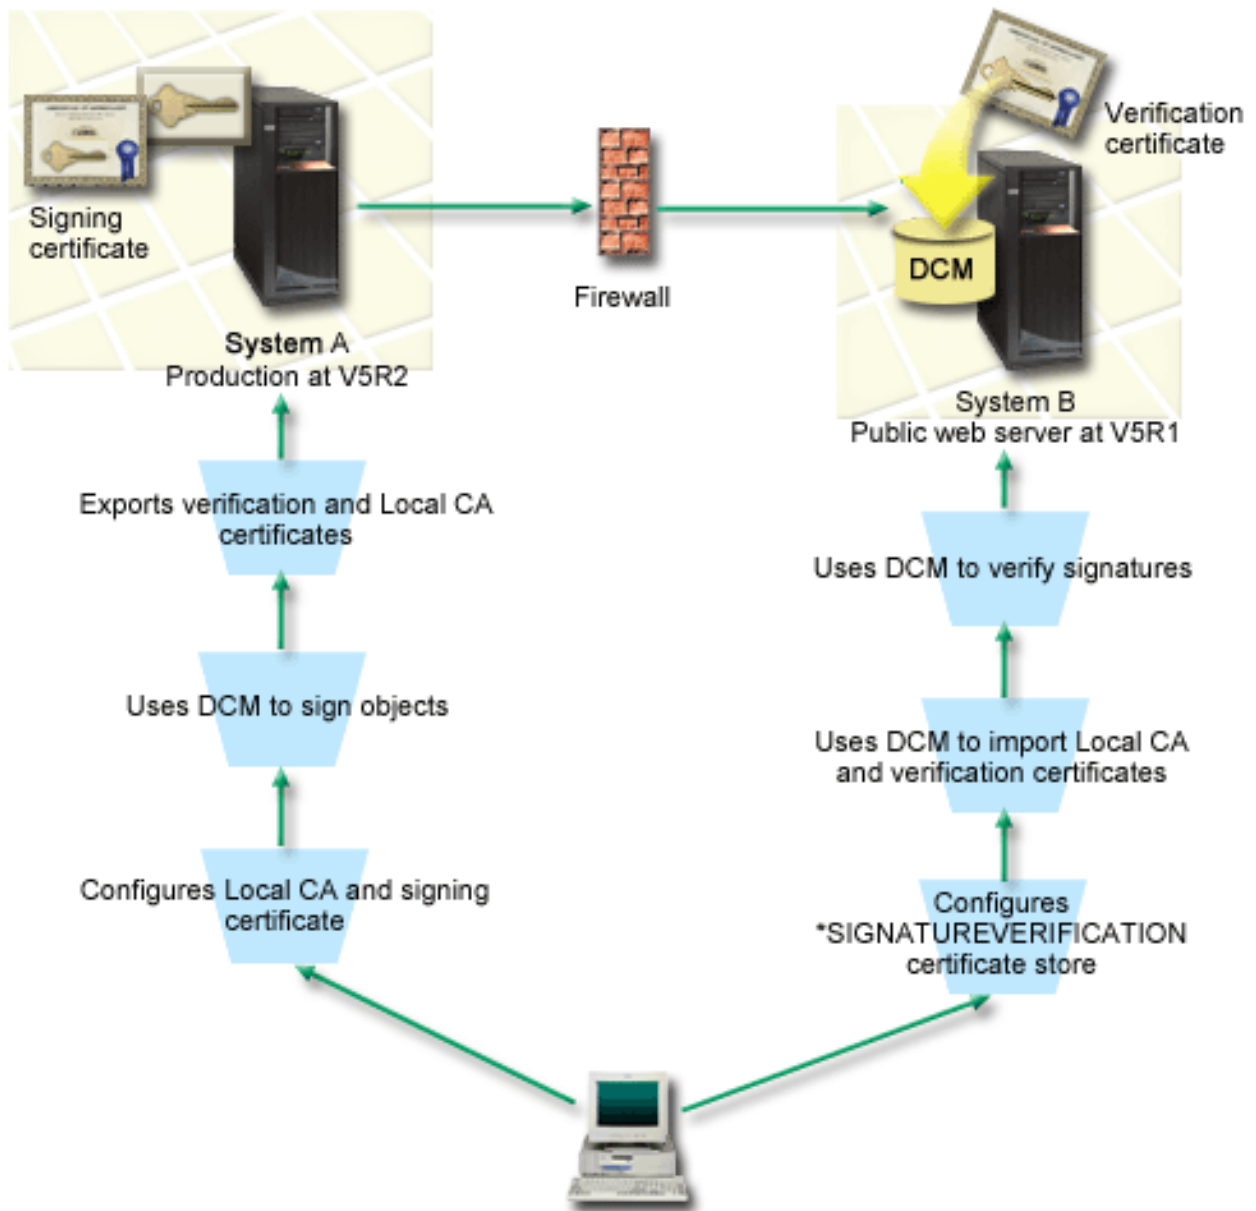 Signing
certificate
System A
Production at V5R2
Firewall
Verification
certificate
DCM
System B
Public web server at V5R1
Exports verification and Local CA
certificates
Uses DCM to sign objects
Configures Local CA and signing
certificate
Uses DCM to verify signatures
Uses DCM to import Local CA
and verification certificates
Configures
*SIGNATUREVERIFICATION
certificate store